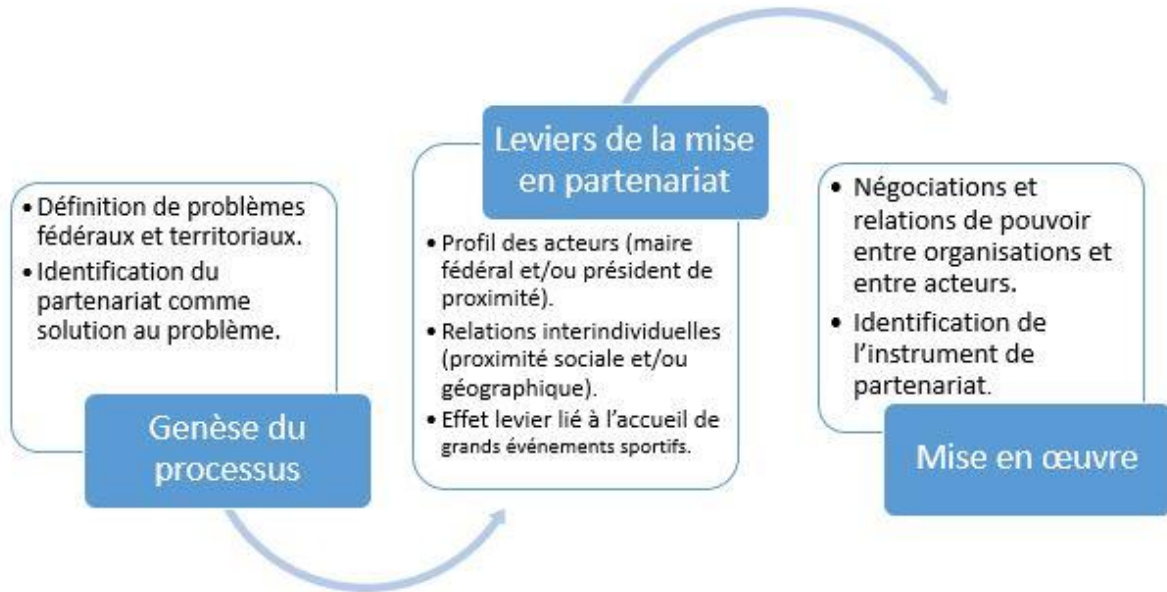 • Définition de problèmes
fédéraux et territoriaux.
• Identification du
partenariat comme
solution au problème.
Genèse du
processus
Leviers de la mise
en partenariat
• Profil des acteurs (maire
fédéral et/ou président de
proximité).
• Relations interindividuelles
(proximité sociale et/ou
géographique).
• Effet levier lié à l’accueil de
grands événements sportifs.
• Négociations et
relations de pouvoir
entre organisations et
entre acteurs.
• Identification de
l’instrument de
partenariat.
Mise en œuvre